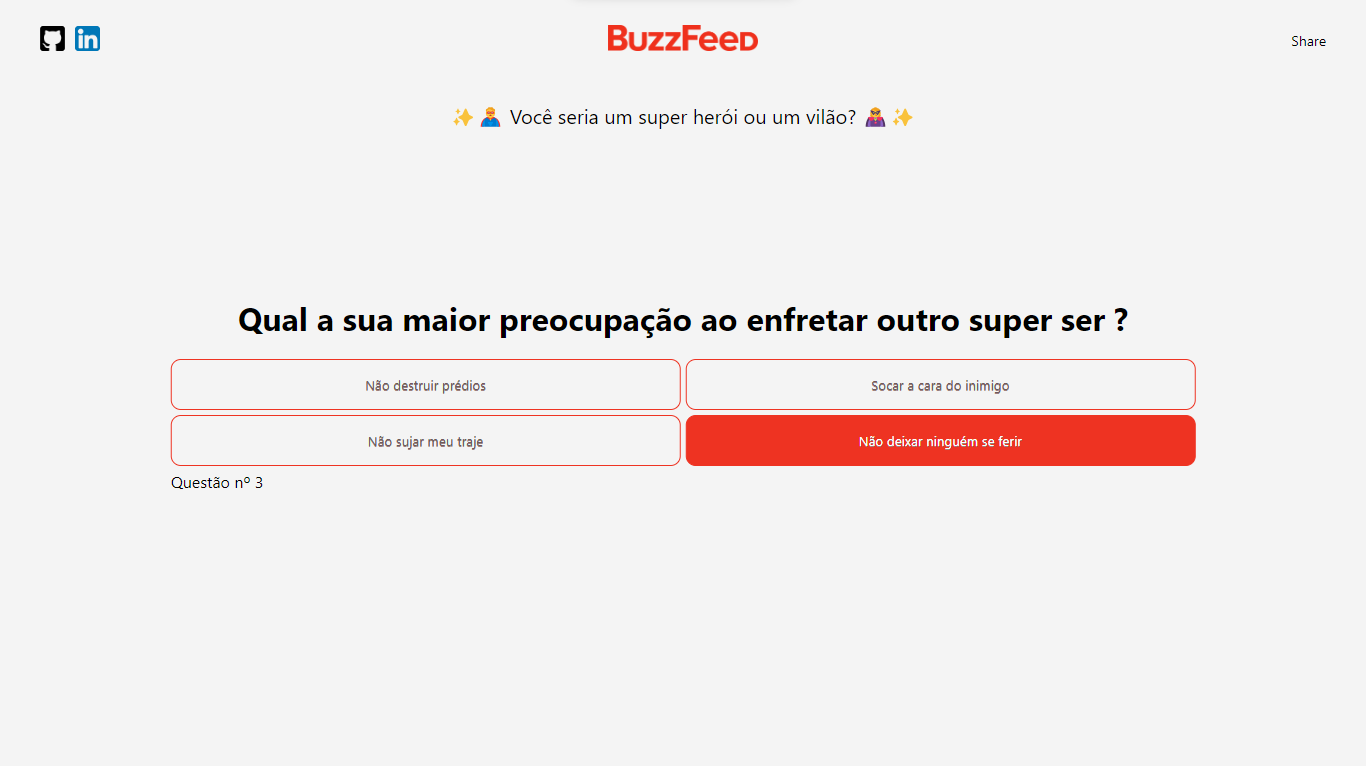 BuzzFeed
Share
✨🦸 Você seria um super herói ou um vilão? 🦹✨
Qual a sua maior preocupação ao enfretar outro super ser ?
Não destruir prédios
Socar a cara do inimigo
Não sujar meu traje
Não deixar ninguém se ferir
Questão nº 3